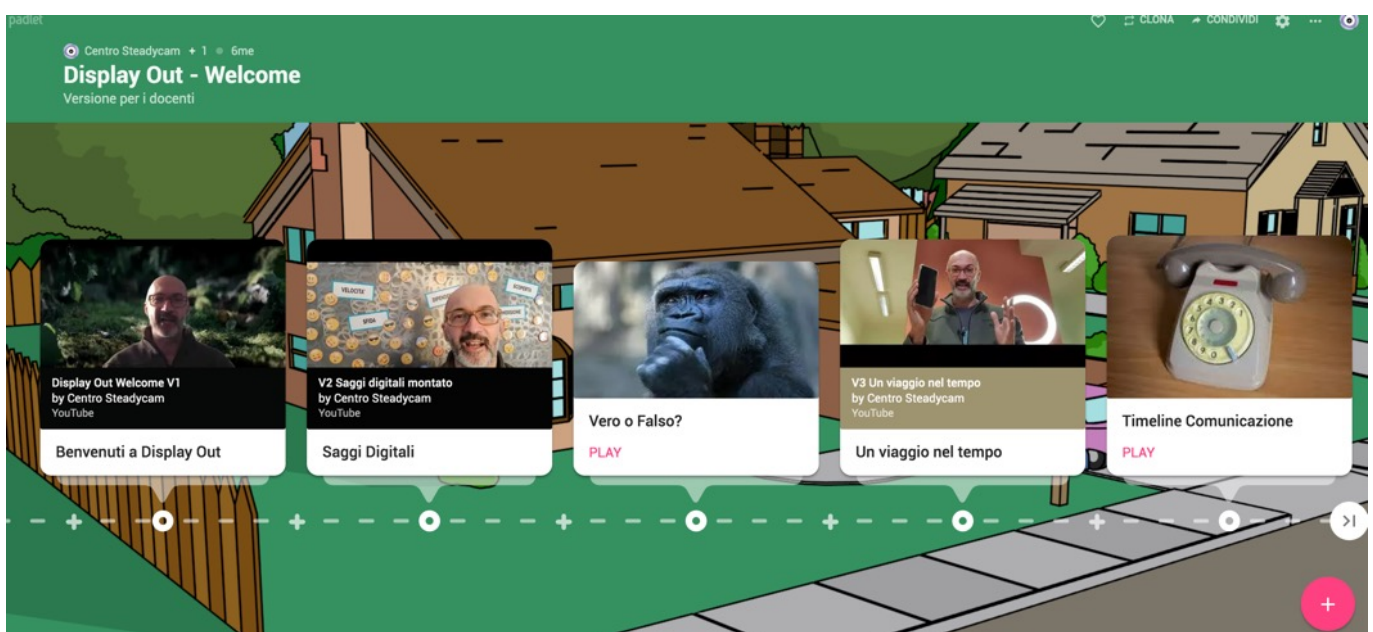 padlet
CLONA
CONDIVIDI
Centro Steadycam + 1 6me
Display Out - Welcome
Versione per i docenti
VELOCITA'
SFIDA
SCOPERTA
Display Out Welcome V1
by Centro Steadycam
YouTube
Benvenuti a Display Out
V2 Saggi digitali montato
by Centro Steadycam
YouTube
Saggi Digitali
Vero o Falso?
PLAY
V3 Un viaggio nel tempo
by Centro Steadycam
YouTube
Un viaggio nel tempo
Timeline Comunicazione
PLAY